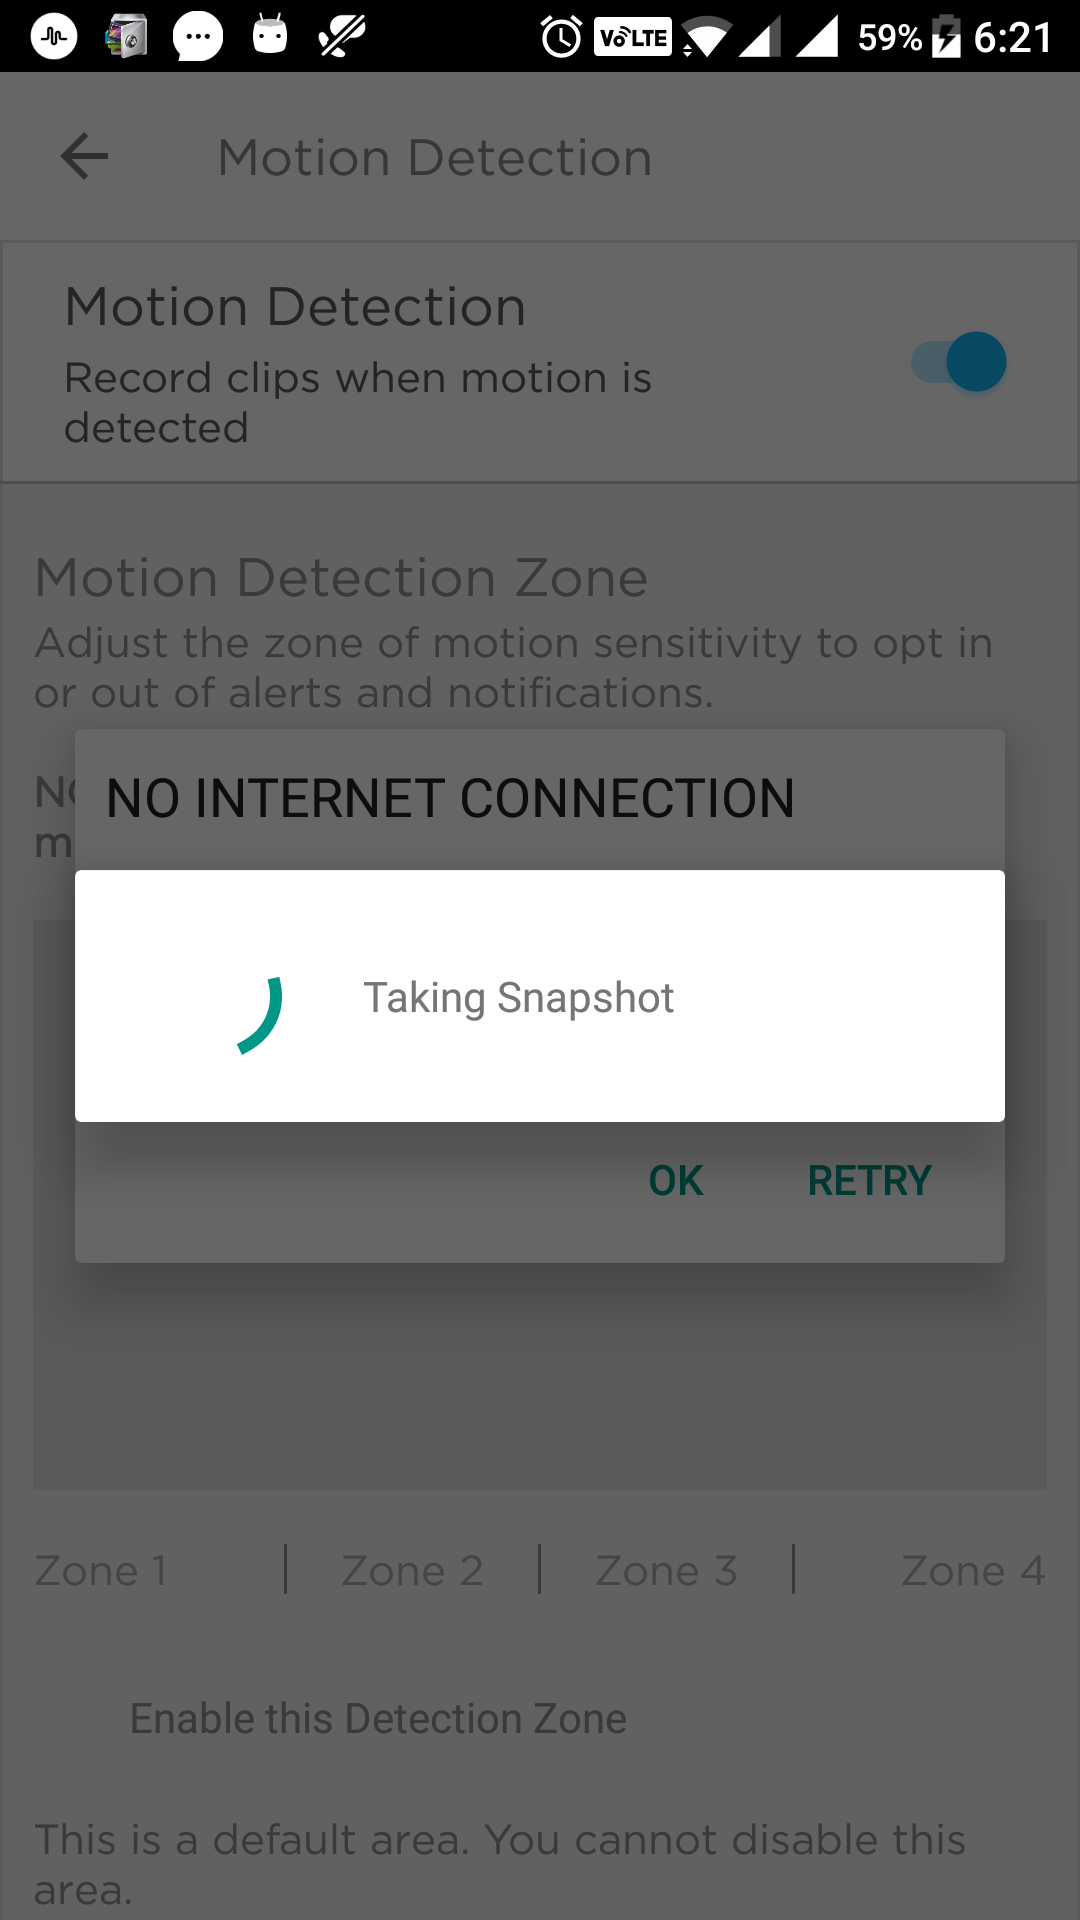 VoLTE 59% 6:21
Motion Detection
Motion Detection
Record clips when motion is
detected
Motion Detection Zone
Adjust the zone of motion sensitivity to opt in
or out of alerts and notifications.
NO INTERNET CONNECTION
Taking Snapshot
OK RETRY
Zone 1 Zone 2 Zone 3 Zone 4
Enable this Detection Zone
This is a default area. You cannot disable this
area.